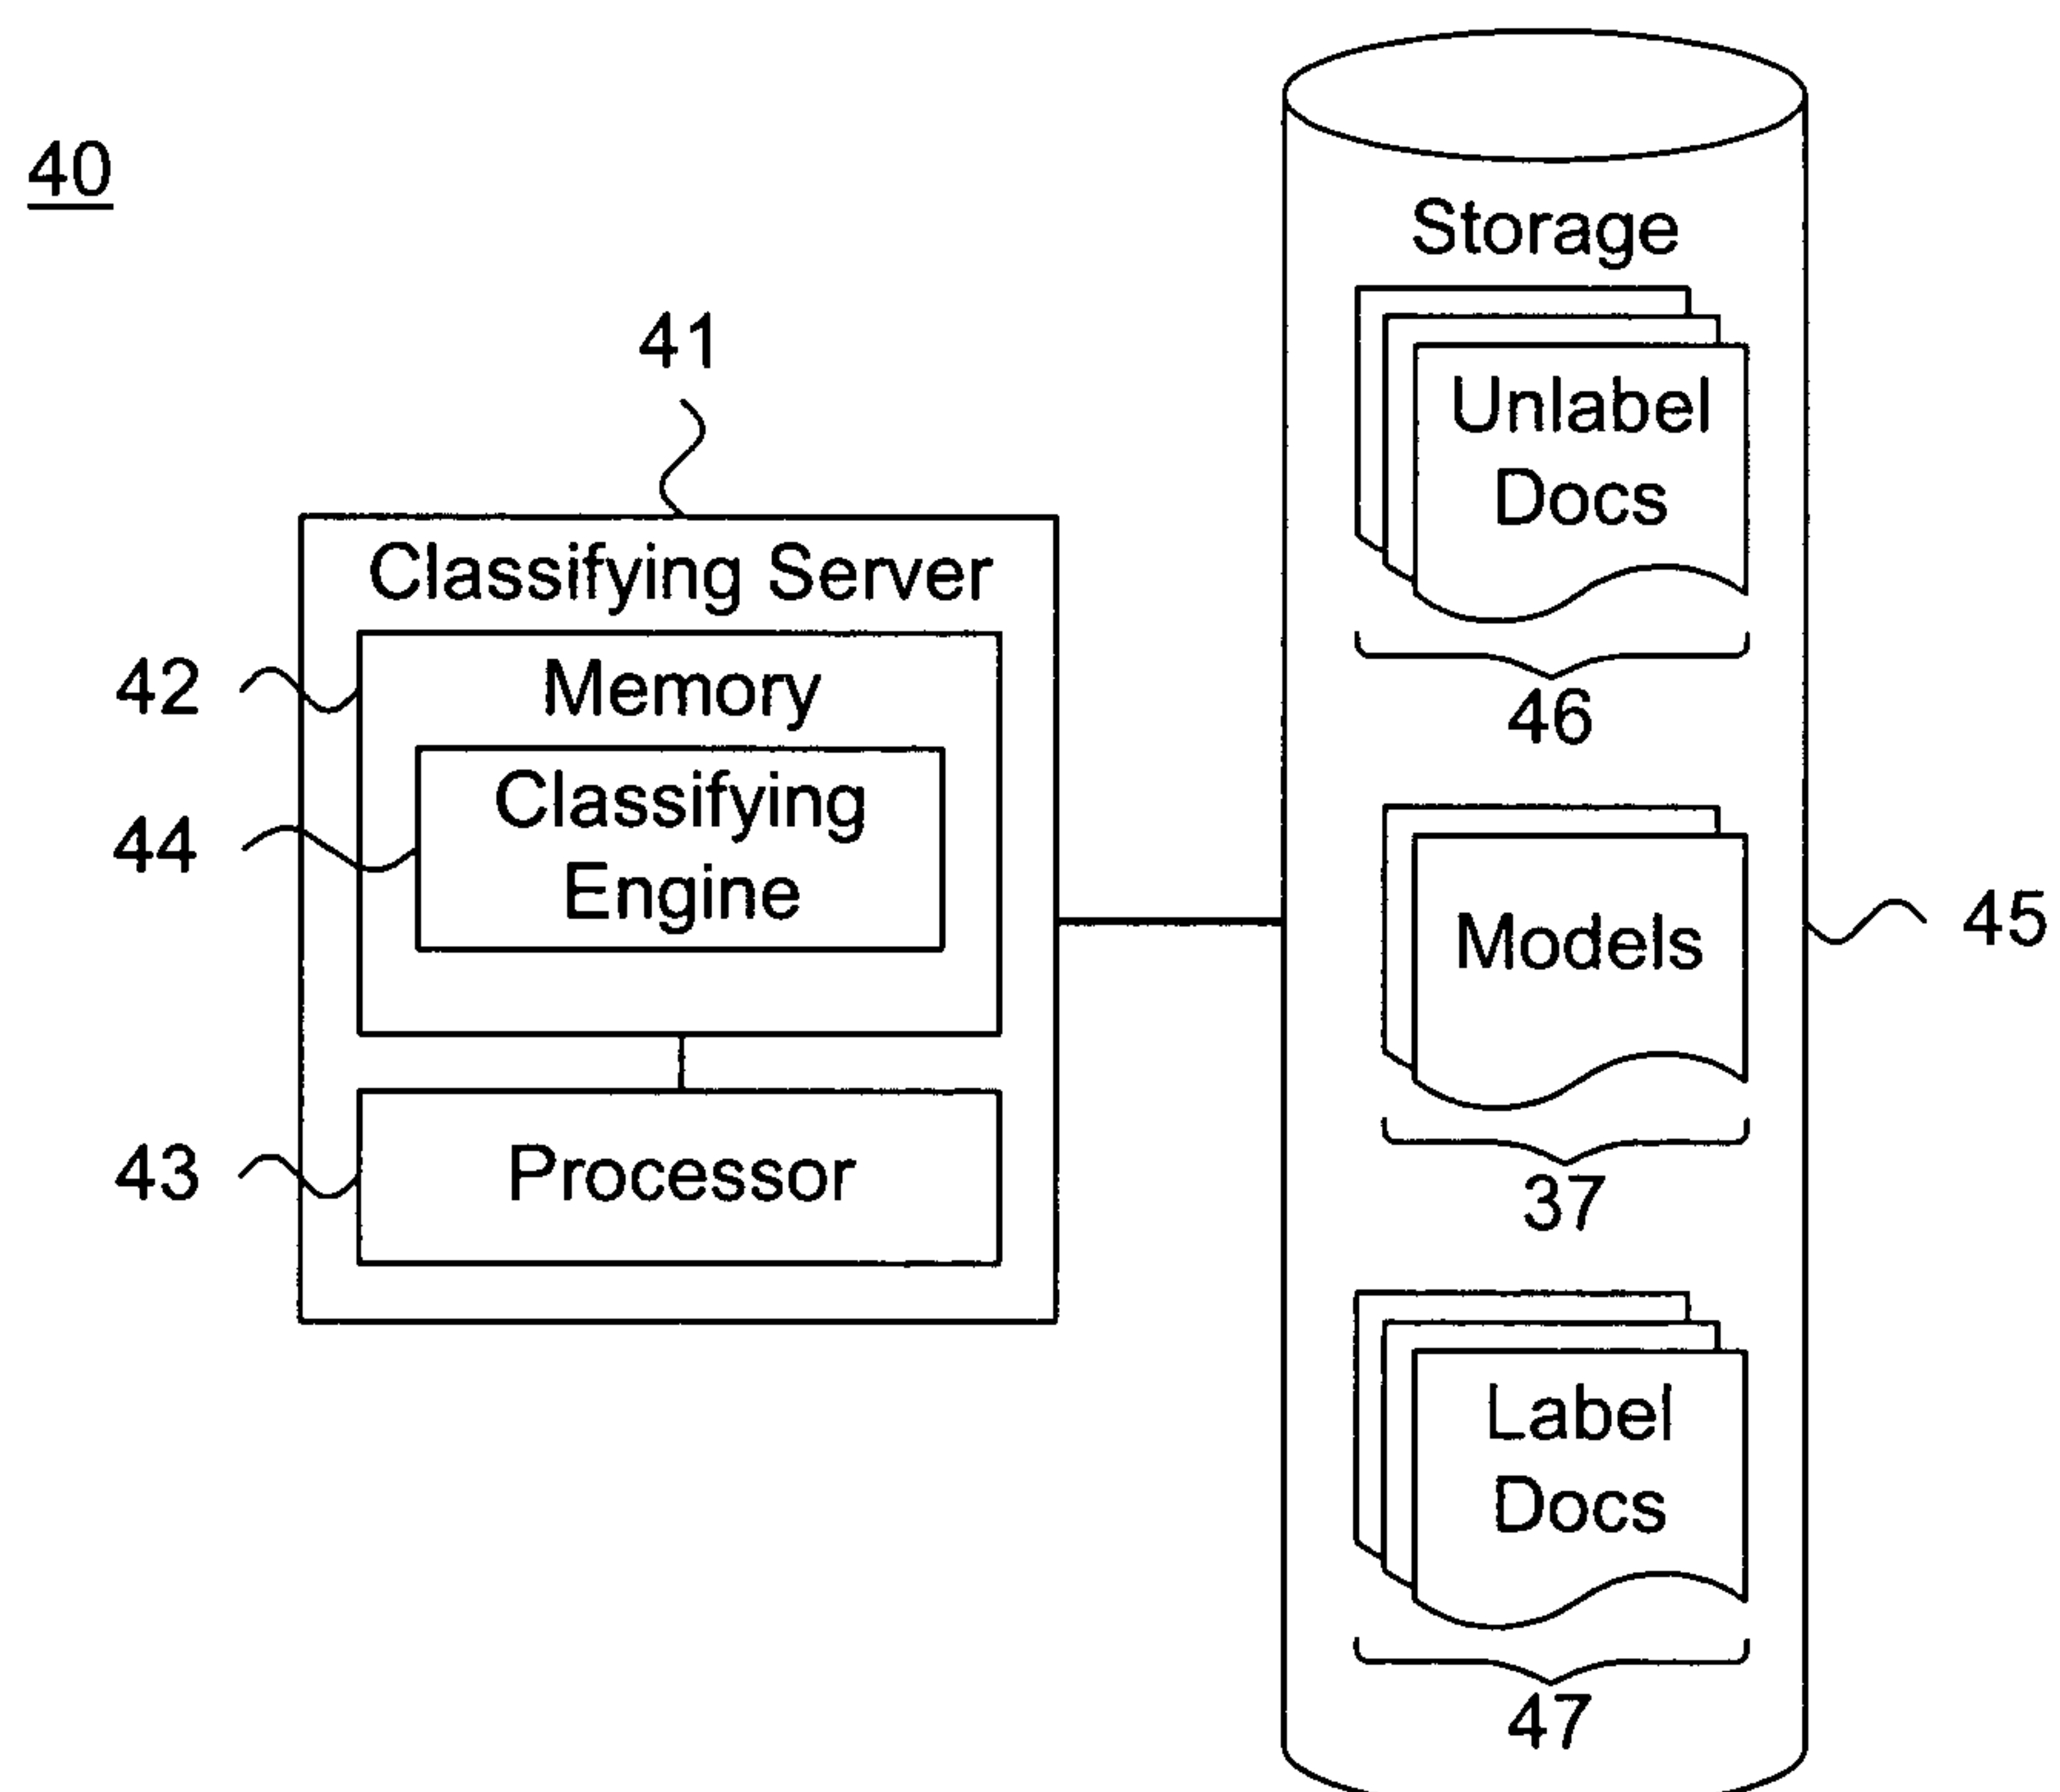 40
41
Classifying Server
42
Memory
44
Classifying
Engine
43
Processor
Storage
Unlabel
Docs
46
Models
37
45
Label
Docs
47